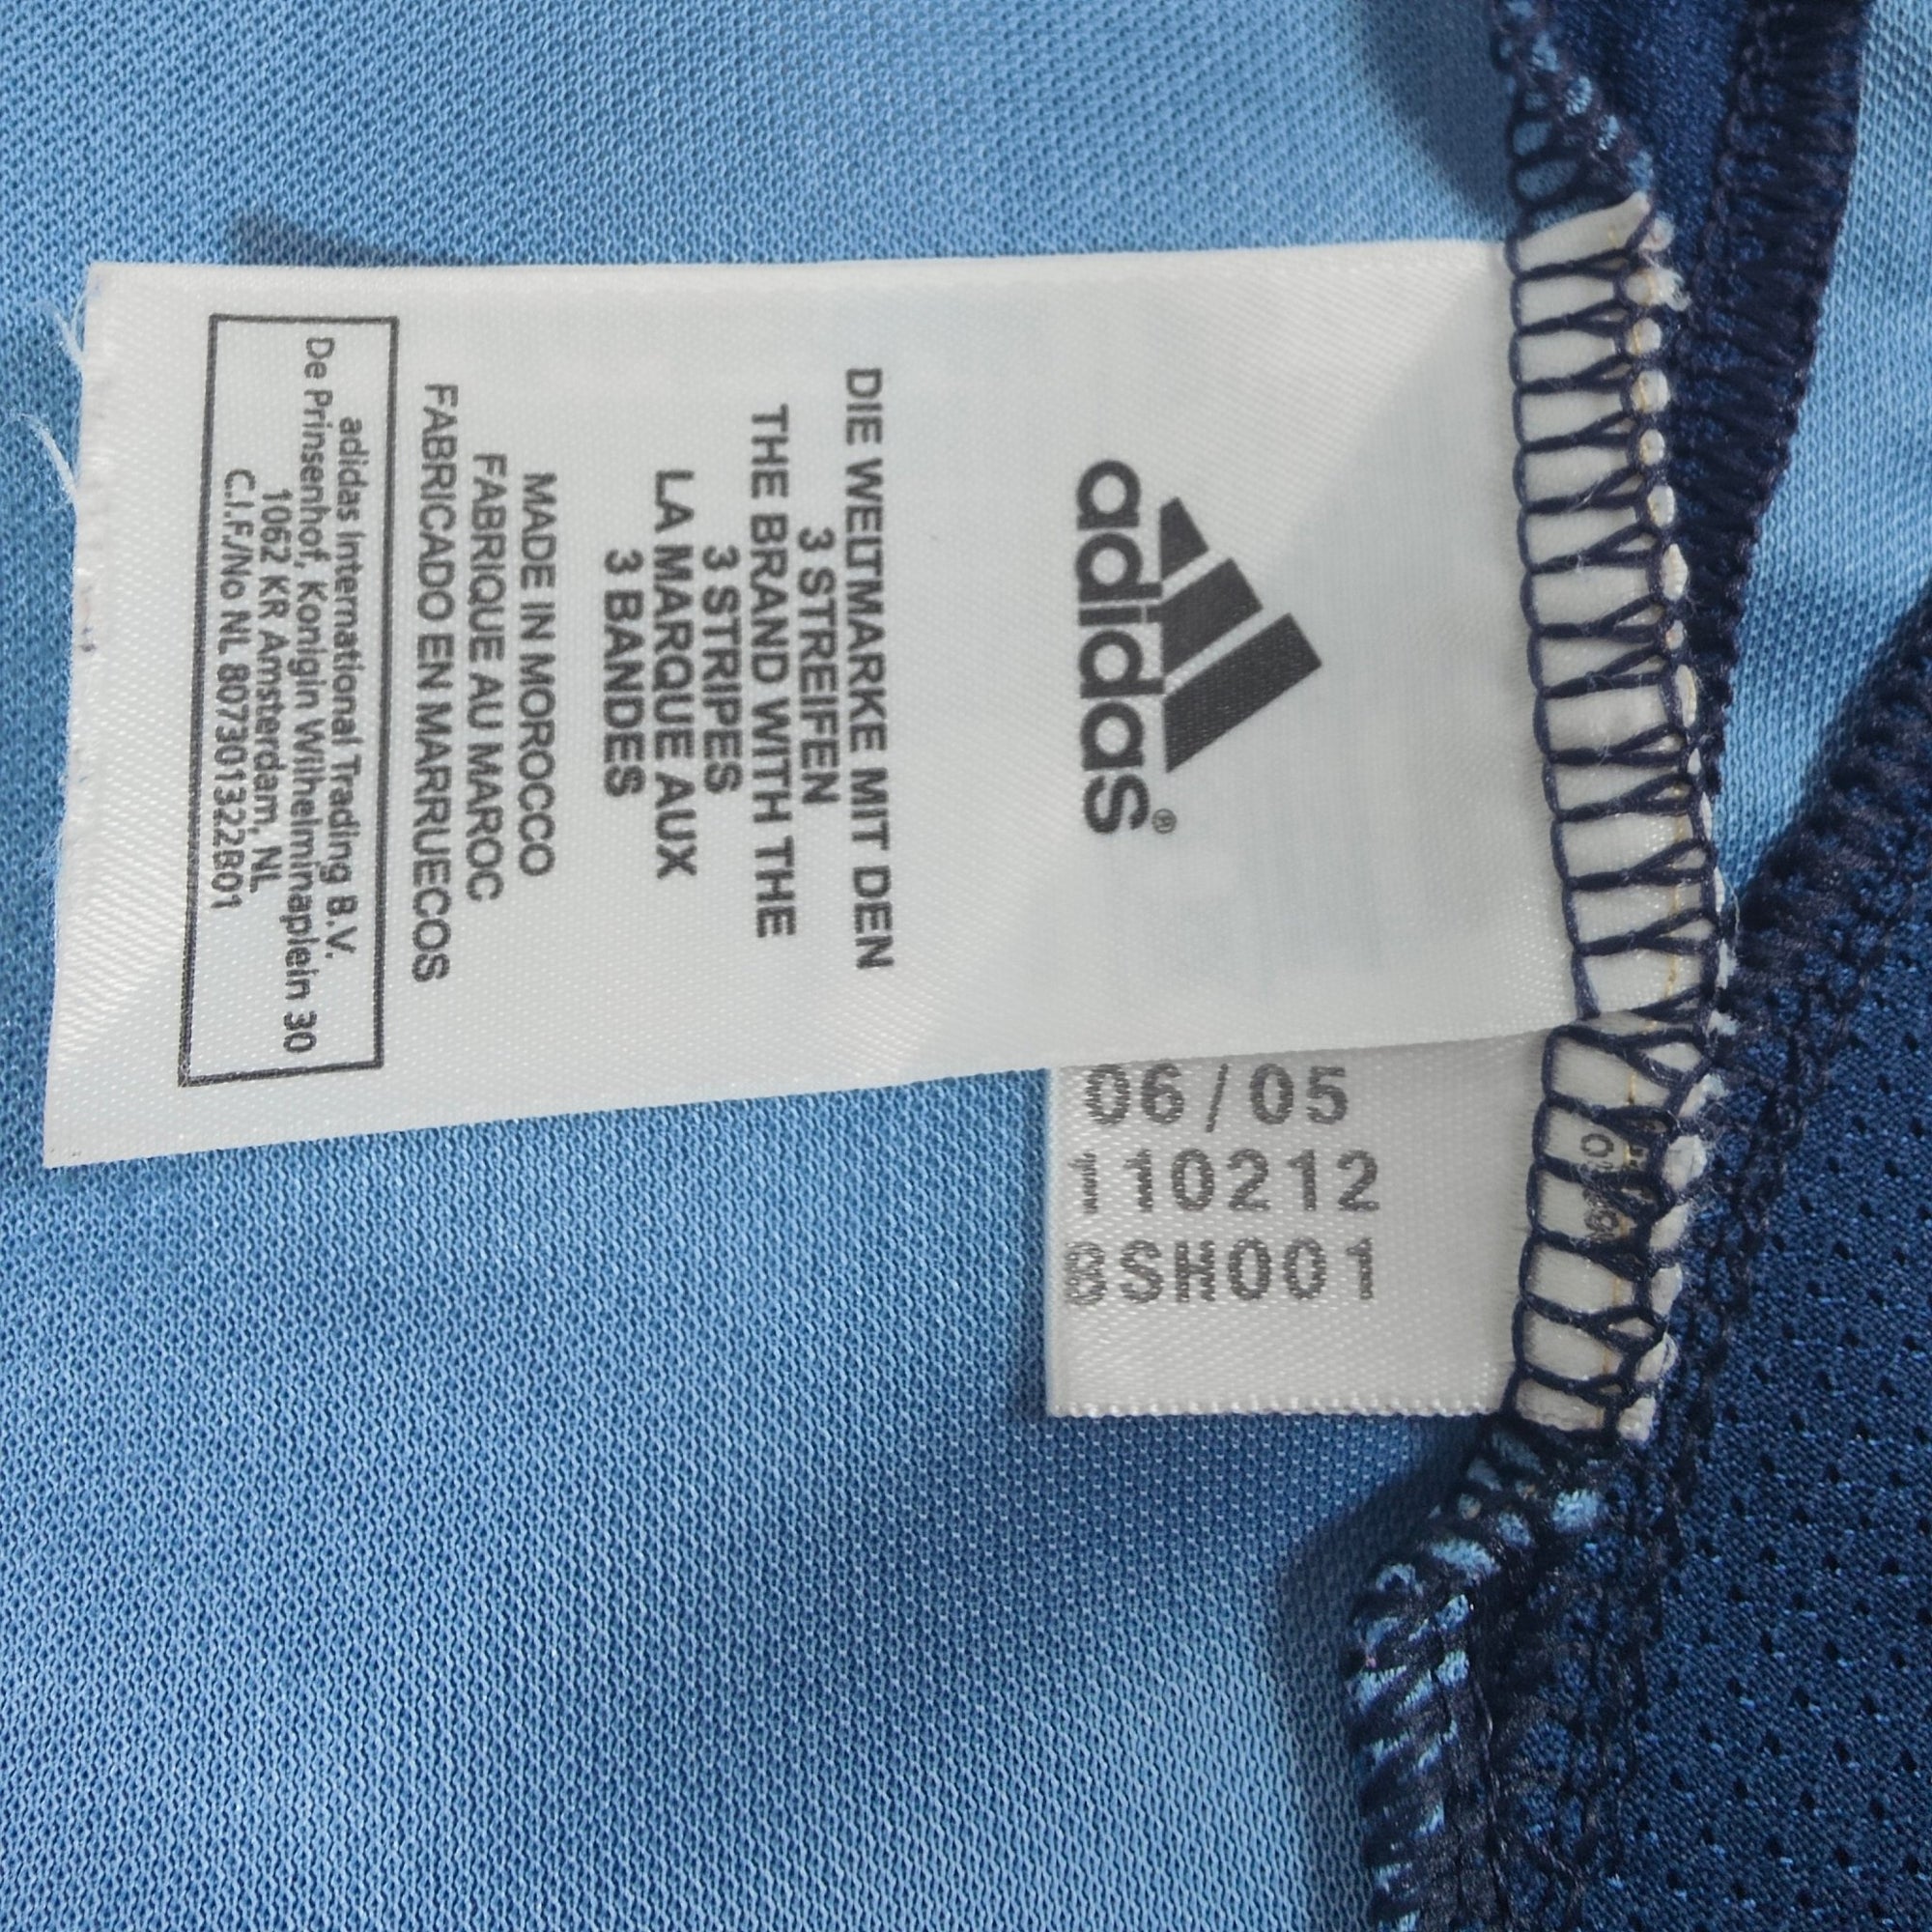 adidas®
DIE WELTMARKE MIT DEN
3 STREIFEN
THE BRAND WITH THE
3 STRIPES
LA MARQUE AUX
3 BANDES
MADE IN MOROCCO
FABRIQUE AU MAROC
FABRICADO EN MARRUECOS
adidas International Trading B.V.
De Prinsenhof, Konigin Wilhelminaplein 30
1062 KR Amsterdam, NL
C.I.F./No NL 807301322B01
06/05
110212
BSH001